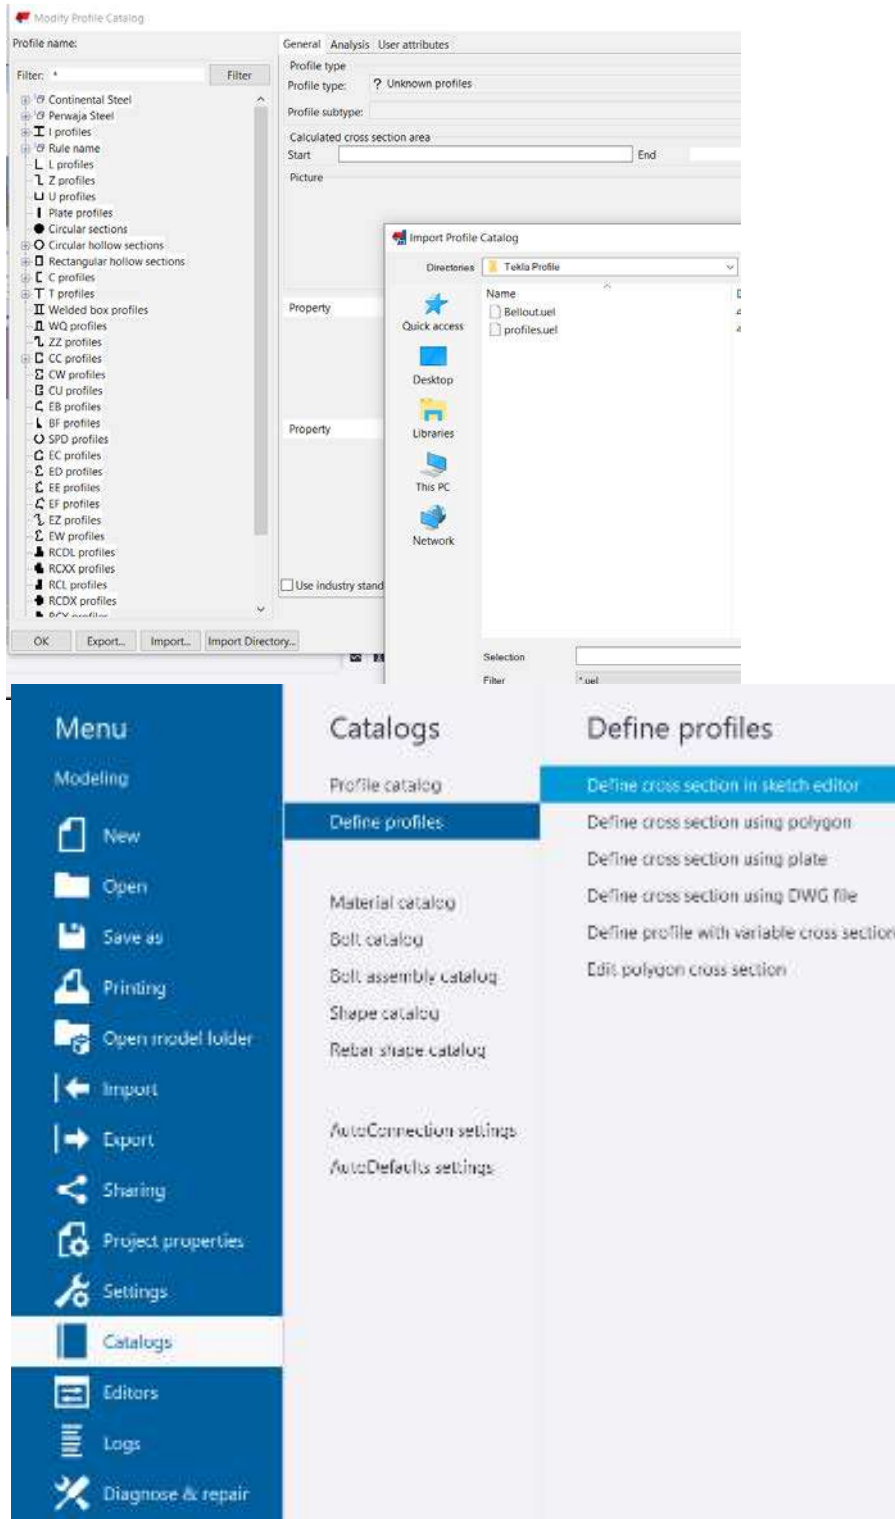 Modify Profile Catalog
Profile name:
Filter: *
Filter
Continental Steel
Perwaja Steel
I profiles
Rule name
L profiles
Z profiles
U profiles
Plate profiles
Circular sections
Circular hollow sections
Rectangular hollow sections
C profiles
T profiles
Welded box profiles
WQ profiles
ZZ profiles
CC profiles
CW profiles
CU profiles
EB profiles
BF profiles
SPD profiles
EC profiles
ED profiles
EE profiles
EF profiles
EZ profiles
EW profiles
RCDL profiles
RCXX profiles
RCL profiles
RCDX profiles
RCX profiles
OK Export... Import... Import Directory...
General Analysis User attributes
Profile type
Profile type: ? Unknown profiles
Profile subtype:
Calculated cross section area
Start End
Picture
Property
Property
Use industry stand
Import Profile Catalog
Directories Tekla Profile
Quick access
Desktop
Libraries
This PC
Network
Name
Bellout.uel
profiles.uel
Selection
Filter *.uel
Menu
Modeling
New
Open
Save as
Printing
Open model folder
Import
Export
Sharing
Project properties
Settings
Catalogs
Editors
Logs
Diagnose & repair
Catalogs
Profile catalog
Define profiles
Material catalog
Bolt catalog
Bolt assembly catalog
Shape catalog
Rebar shape catalog
AutoConnection settings
AutoDefaults settings
Define profiles
Define cross section in sketch editor
Define cross section using polygon
Define cross section using plate
Define cross section using DWG file
Define profile with variable cross section
Edit polygon cross section